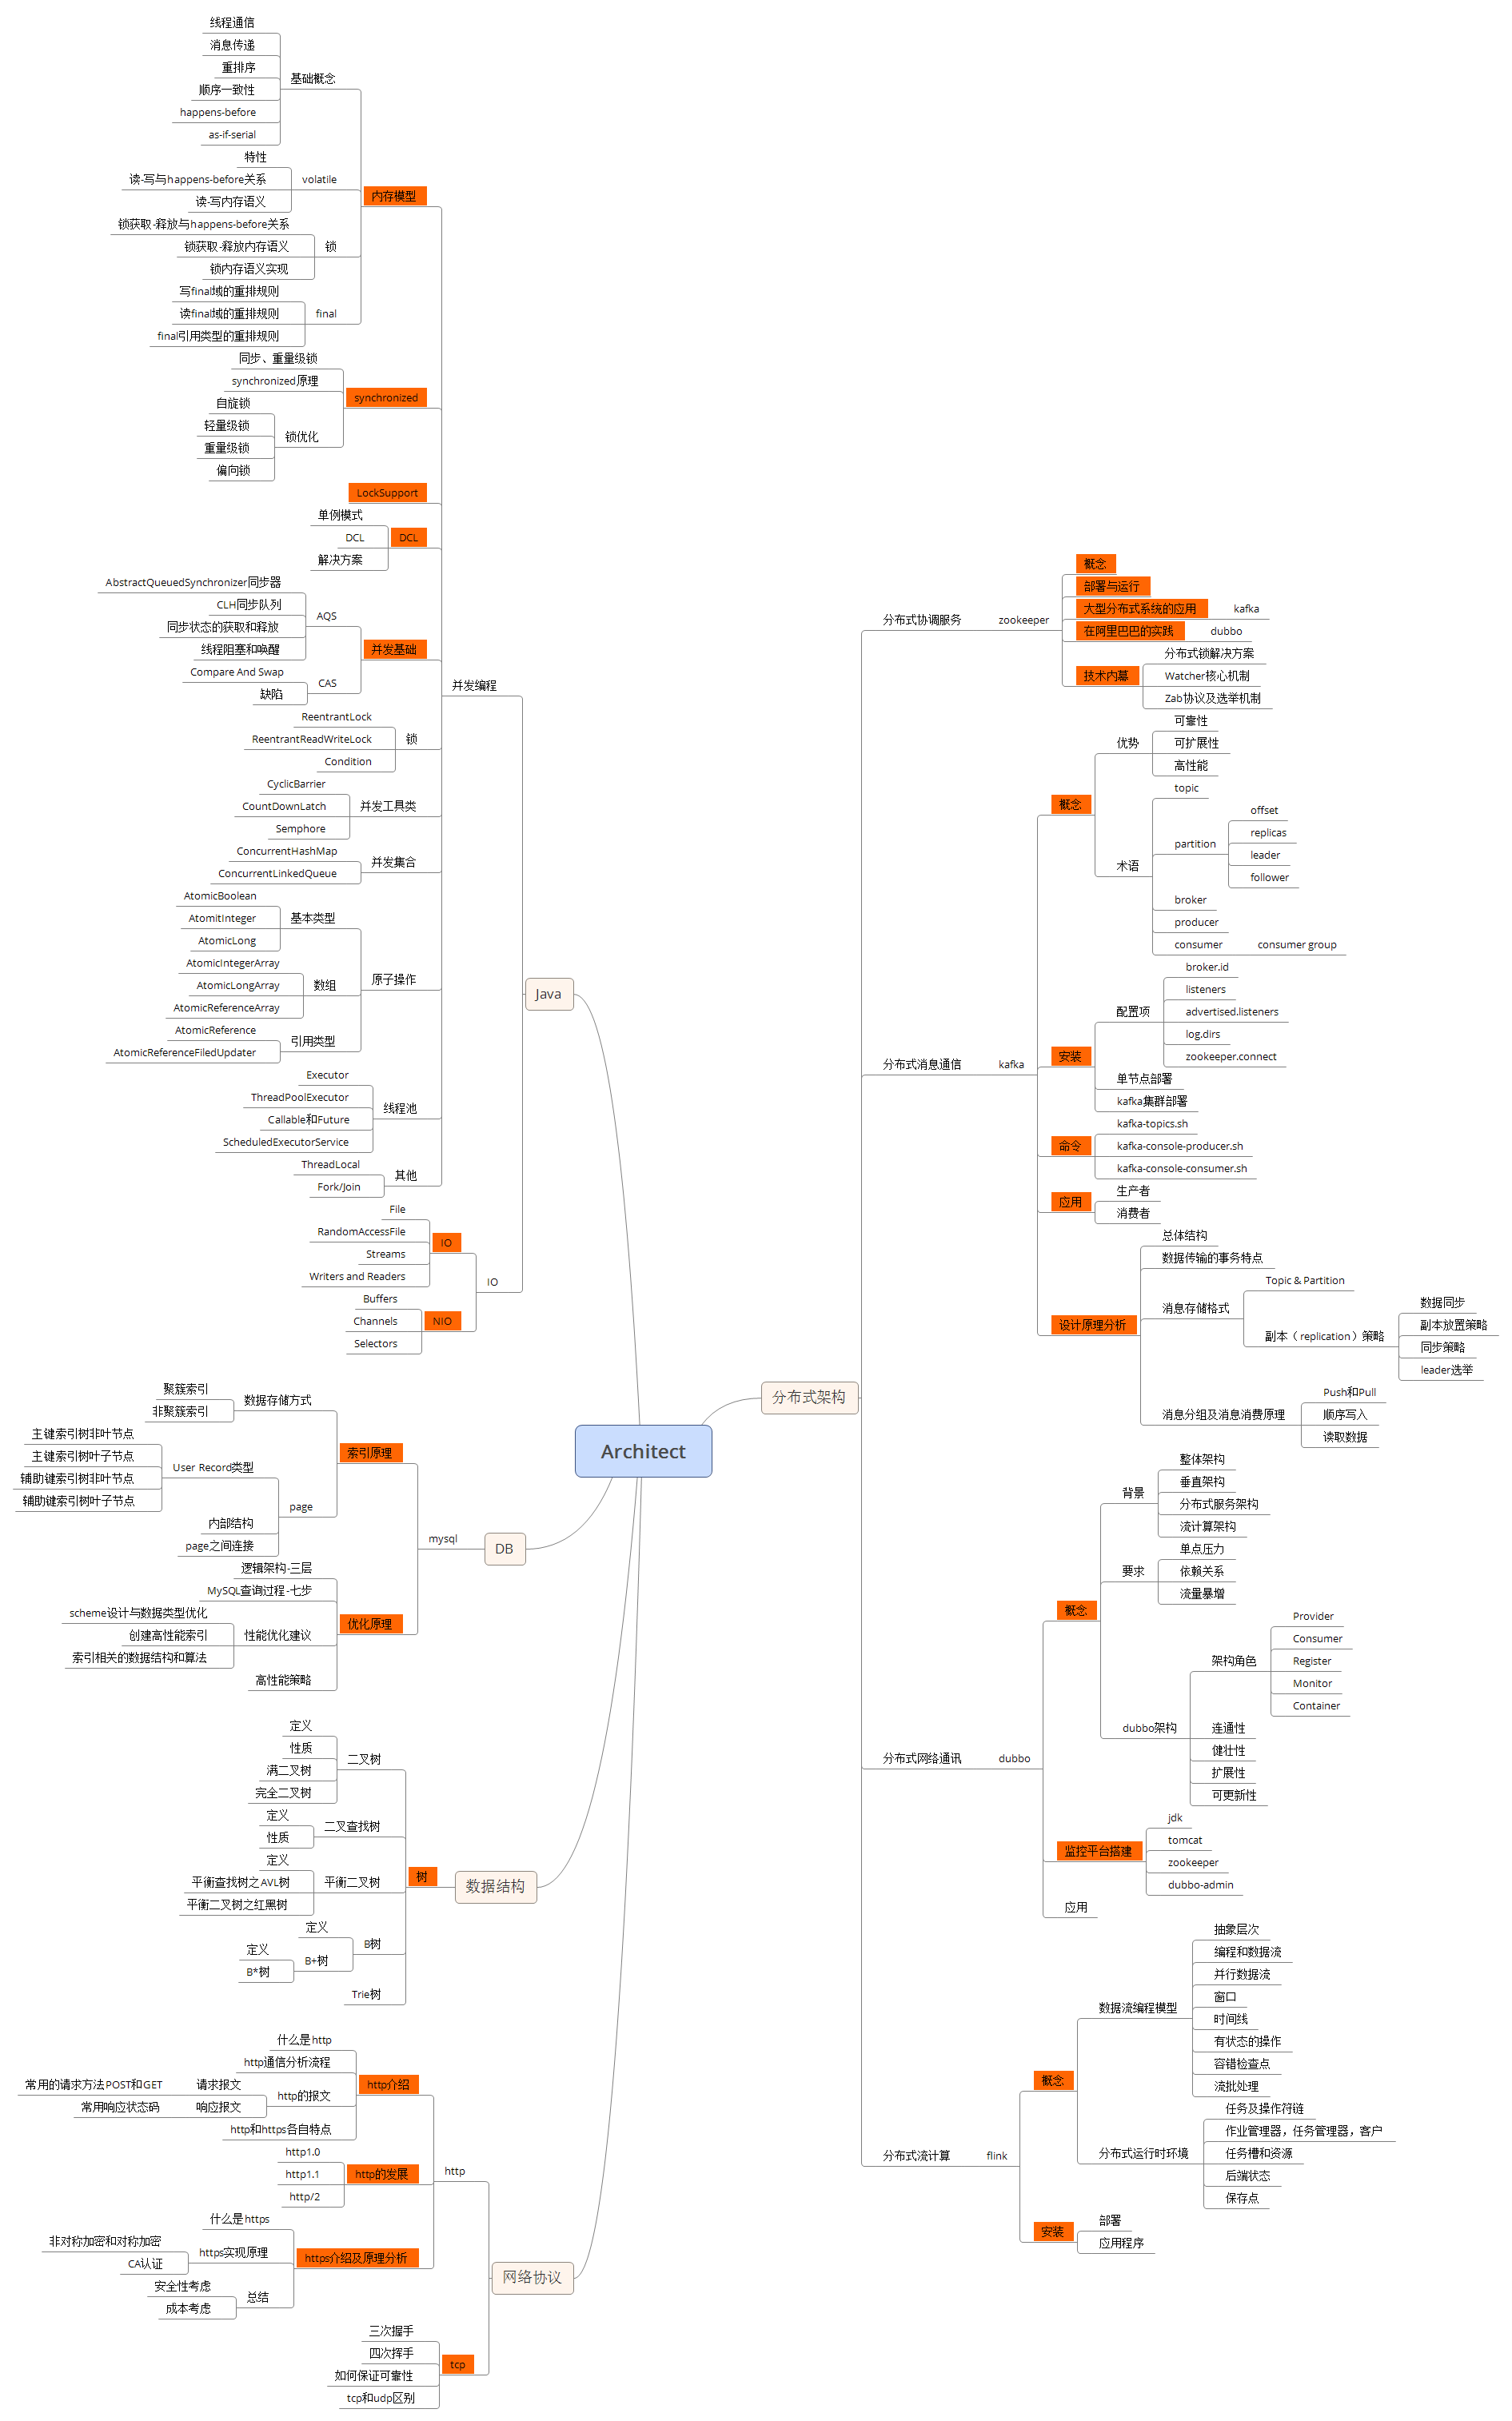 Architect
Java
并发编程
内存模型
基础概念
线程通信
消息传递
重排序
顺序一致性
happens-before
as-if-serial
volatile
特性
读-写与happens-before关系
读-写内存语义
锁
锁获取-释放与happens-before关系
锁获取-释放内存语义
锁内存语义实现
final
写final域的重排规则
读final域的重排规则
final引用类型的重排规则
synchronized
同步、重量级锁
synchronized原理
锁优化
自旋锁
轻量级锁
重量级锁
偏向锁
LockSupport
DCL
单例模式
DCL
解决方案
并发基础
AQS
AbstractQueuedSynchronizer同步器
CLH同步队列
同步状态的获取和释放
线程阻塞和唤醒
CAS
Compare And Swap
缺陷
锁
ReentrantLock
ReentrantReadWriteLock
Condition
并发工具类
CyclicBarrier
CountDownLatch
Semphore
并发集合
ConcurrentHashMap
ConcurrentLinkedQueue
原子操作
基本类型
AtomicBoolean
AtomitInteger
AtomicLong
数组
AtomicIntegerArray
AtomicLongArray
AtomicReferenceArray
引用类型
AtomicReference
AtomicReferenceFiledUpdater
线程池
Executor
ThreadPoolExecutor
Callable和Future
ScheduledExecutorService
其他
ThreadLocal
Fork/Join
IO
IO
File
RandomAccessFile
Streams
Writers and Readers
NIO
Buffers
Channels
Selectors
DB
mysql
索引原理
数据存储方式
聚簇索引
非聚簇索引
page
User Record类型
主键索引树非叶节点
主键索引树叶子节点
辅助键索引树非叶节点
辅助键索引树叶子节点
内部结构
page之间连接
优化原理
逻辑架构-三层
MySQL查询过程-七步
性能优化建议
scheme设计与数据类型优化
创建高性能索引
索引相关的数据结构和算法
高性能策略
数据结构
树
二叉树
定义
性质
满二叉树
完全二叉树
二叉查找树
定义
性质
平衡二叉树
定义
平衡查找树之AVL树
平衡二叉树之红黑树
B树
定义
B+树
定义
B*树
Trie树
网络协议
http
http介绍
什么是http
http通信分析流程
http的报文
请求报文
常用的请求方法POST和GET
响应报文
常用响应状态码
http和https各自特点
http的发展
http1.0
http1.1
http/2
https介绍及原理分析
什么是https
https实现原理
非对称加密和对称加密
CA认证
总结
安全性考虑
成本考虑
tcp
三次握手
四次挥手
如何保证可靠性
tcp和udp区别
分布式架构
分布式协调服务
zookeeper
概念
部署与运行
大型分布式系统的应用
kafka
在阿里巴巴的实践
dubbo
技术内幕
分布式锁解决方案
Watcher核心机制
Zab协议及选举机制
分布式消息通信
kafka
概念
优势
可靠性
可扩展性
高性能
术语
topic
partition
offset
replicas
leader
follower
broker
producer
consumer
consumer group
安装
配置项
broker.id
listeners
advertised.listeners
log.dirs
zookeeper.connect
单节点部署
kafka集群部署
命令
kafka-topics.sh
kafka-console-producer.sh
kafka-console-consumer.sh
应用
生产者
消费者
设计原理分析
总体结构
数据传输的事务特点
消息存储格式
Topic & Partition
副本（replication）策略
数据同步
副本放置策略
同步策略
leader选举
消息分组及消息消费原理
Push和Pull
顺序写入
读取数据
分布式网络通讯
dubbo
概念
背景
整体架构
垂直架构
分布式服务架构
流计算架构
要求
单点压力
依赖关系
流量暴增
dubbo架构
架构角色
Provider
Consumer
Register
Monitor
Container
连通性
健壮性
扩展性
可更新性
监控平台搭建
jdk
tomcat
zookeeper
dubbo-admin
应用
分布式流计算
flink
概念
数据流编程模型
抽象层次
编程和数据流
并行数据流
窗口
时间线
有状态的操作
容错检查点
流批处理
分布式运行时环境
任务及操作符链
作业管理器，任务管理器，客户
任务槽和资源
后端状态
保存点
安装
部署
应用程序